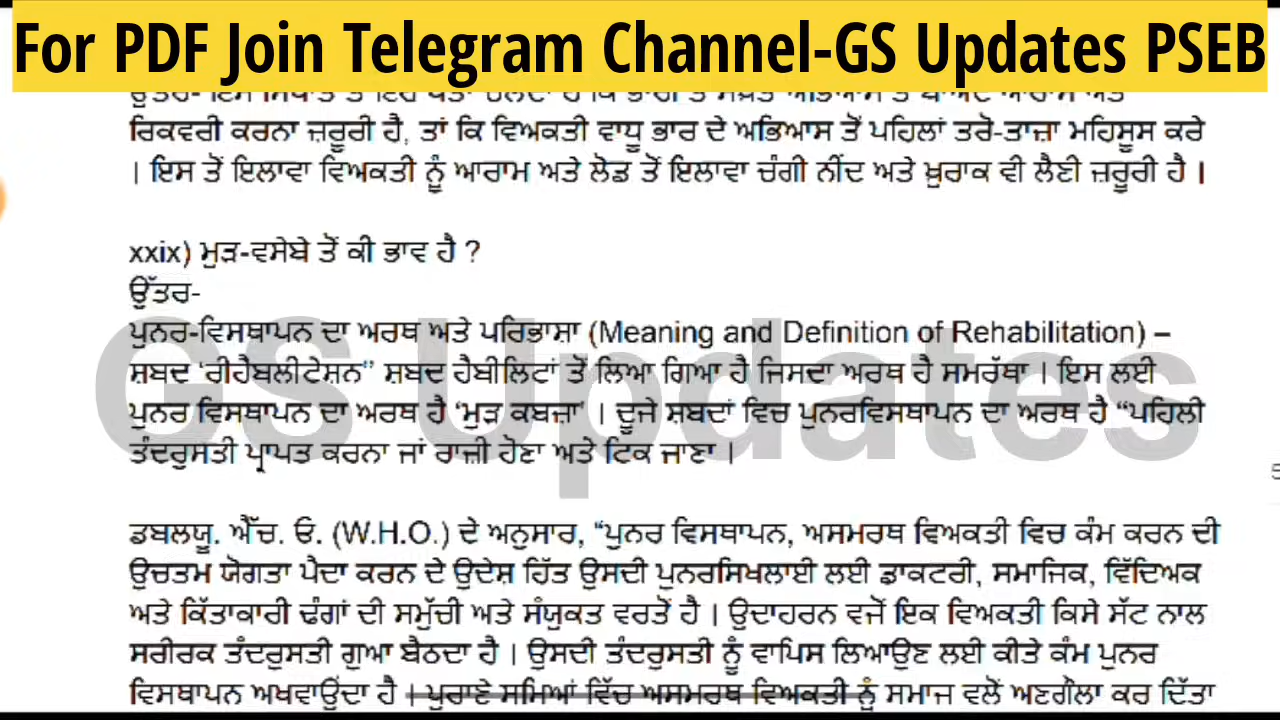 For PDF Join Telegram Channel-GS Updates PSEB
ਰਿਕਵਰੀ ਕਰਨਾ ਜ਼ਰੂਰੀ ਹੈ, ਤਾਂ ਕਿ ਵਿਅਕਤੀ ਵਾਧੂ ਭਾਰ ਦੇ ਅਭਿਆਸ ਤੋਂ ਪਹਿਲਾਂ ਤਰੋ-ਤਾਜ਼ਾ ਮਹਿਸੂਸ ਕਰੇ
। ਇਸ ਤੋਂ ਇਲਾਵਾ ਵਿਅਕਤੀ ਨੂੰ ਆਰਾਮ ਅਤੇ ਲੋਡ ਤੋਂ ਇਲਾਵਾ ਚੰਗੀ ਨੀਂਦ ਅਤੇ ਖ਼ੁਰਾਕ ਵੀ ਲੈਣੀ ਜ਼ਰੂਰੀ ਹੈ ।
xxix) ਮੁੜ-ਵਸੇਬੇ ਤੋਂ ਕੀ ਭਾਵ ਹੈ ?
ਉੱਤਰ-
ਪੁਨਰ-ਵਿਸਥਾਪਨ ਦਾ ਅਰਥ ਅਤੇ ਪਰਿਭਾਸ਼ਾ (Meaning and Definition of Rehabilitation) –
ਸ਼ਬਦ ‘ਰੀਹੈਬਲੀਟੇਸ਼ਨ” ਸ਼ਬਦ ਹੈਬੀਲਿਟਾਂ ਤੋਂ ਲਿਆ ਗਿਆ ਹੈ ਜਿਸਦਾ ਅਰਥ ਹੈ ਸਮਰੱਥਾ । ਇਸ ਲਈ
ਪੁਨਰ ਵਿਸਥਾਪਨ ਦਾ ਅਰਥ ਹੈ ‘ਮੁੜ ਕਬਜ਼ਾ’ । ਦੂਜੇ ਸ਼ਬਦਾਂ ਵਿਚ ਪੁਨਰਵਿਸਥਾਪਨ ਦਾ ਅਰਥ ਹੈ “ਪਹਿਲੀ
ਤੰਦਰੁਸਤੀ ਪ੍ਰਾਪਤ ਕਰਨਾ ਜਾਂ ਰਾਜ਼ੀ ਹੋਣਾ ਅਤੇ ਟਿਕ ਜਾਣਾ ।
GS Updates
ਡਬਲਯੂ. ਐੱਚ. ਓ. (W.H.O.) ਦੇ ਅਨੁਸਾਰ, “ਪੁਨਰ ਵਿਸਥਾਪਨ, ਅਸਮਰਥ ਵਿਅਕਤੀ ਵਿਚ ਕੰਮ ਕਰਨ ਦੀ
ਉਚਤਮ ਯੋਗਤਾ ਪੈਦਾ ਕਰਨ ਦੇ ਉਦੇਸ਼ ਹਿੱਤ ਉਸਦੀ ਪੁਨਰਸਿਖਲਾਈ ਲਈ ਡਾਕਟਰੀ, ਸਮਾਜਿਕ, ਵਿੱਦਿਅਕ
ਅਤੇ ਕਿੱਤਾਕਾਰੀ ਢੰਗਾਂ ਦੀ ਸਮੁੱਚੀ ਅਤੇ ਸੰਯੁਕਤ ਵਰਤੋਂ ਹੈ । ਉਦਾਹਰਨ ਵਜੋਂ ਇਕ ਵਿਅਕਤੀ ਕਿਸੇ ਸੱਟ ਨਾਲ
ਸਰੀਰਕ ਤੰਦਰੁਸਤੀ ਗੁਆ ਬੈਠਦਾ ਹੈ । ਉਸਦੀ ਤੰਦਰੁਸਤੀ ਨੂੰ ਵਾਪਿਸ ਲਿਆਉਣ ਲਈ ਕੀਤੇ ਕੰਮ ਪੁਨਰ
ਵਿਸਥਾਪਨ ਅਖਵਾਉਂਦਾ ਹੈ । ਪੁਰਾਣੇ ਸਮਿਆਂ ਵਿੱਚ ਅਸਮਰਥ ਵਿਅਕਤੀ ਨੂੰ ਸਮਾਜ ਵਲੋਂ ਅਣਗੌਲਾ ਕਰ ਦਿੱਤਾ